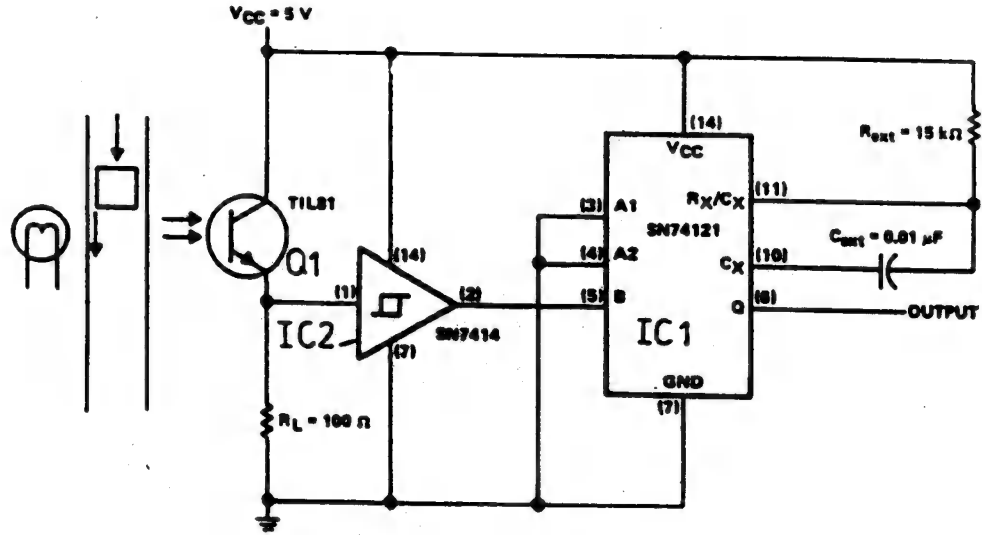 VCC = 5 V
(14)
VCC
Rext = 15 kΩ
RX/CX
(11)
TIL81
(3)
A1
SN74121
Cext = 0.01 μF
Q1
(14)
(4)
A2
CX
(10)
(1)
(2)
(5)
B
Q
(6)
OUTPUT
IC2
SN7414
IC1
(7)
GND
(7)
RL = 100 Ω